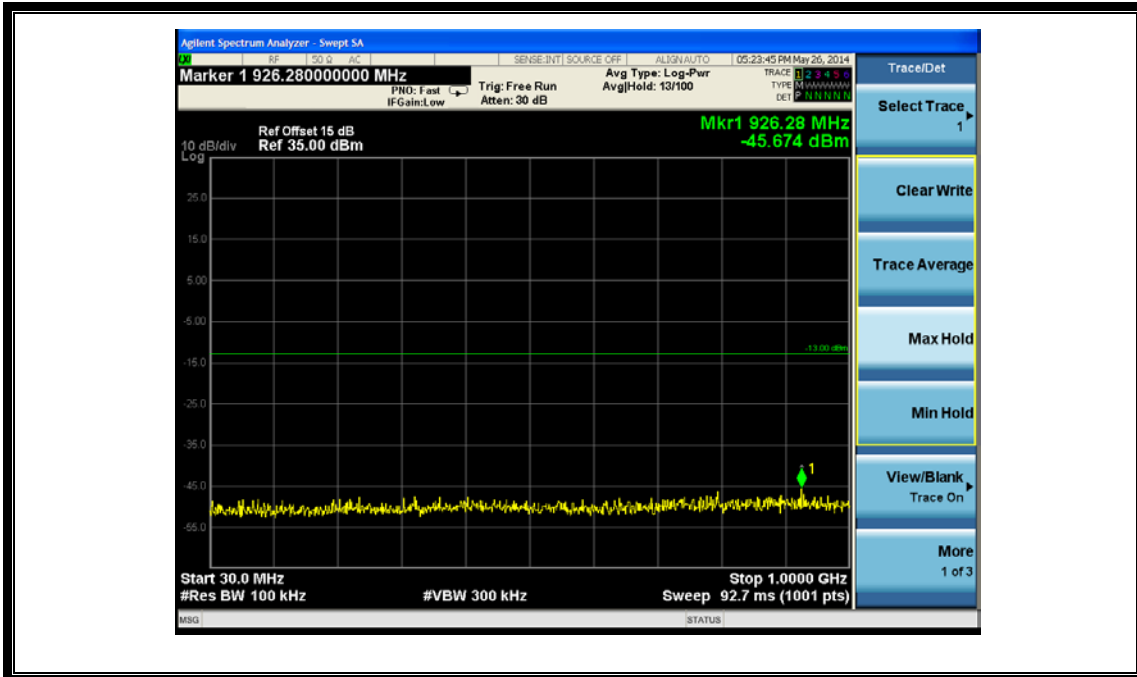 Agilent Spectrum Analyzer - Swept SA
RF 50 Ω AC SENSE:INT SOURCE OFF ALIGNAUTO 05:23:45 PM May 26, 2014
Marker 1 926.280000000 MHz
PNO: Fast
IFGain:Low
Trig: Free Run
Atten: 30 dB
Avg Type: Log-Pwr
Avg|Hold: 13/100
TRACE 1 2 3 4 5 6
TYPE M
DET P N N N N N
Ref Offset 15 dB
10 dB/div Ref 35.00 dBm
Log
Mkr1 926.28 MHz
-45.674 dBm
25.0
15.0
5.00
-5.00
-13.00 dBm
-15.0
-25.0
-35.0
1
-45.0
-55.0
Start 30.0 MHz Stop 1.0000 GHz
#Res BW 100 kHz #VBW 300 kHz Sweep 92.7 ms (1001 pts)
MSG STATUS
Trace/Det
Select Trace
1
Clear Write
Trace Average
Max Hold
Min Hold
View/Blank
Trace On
More
1 of 3